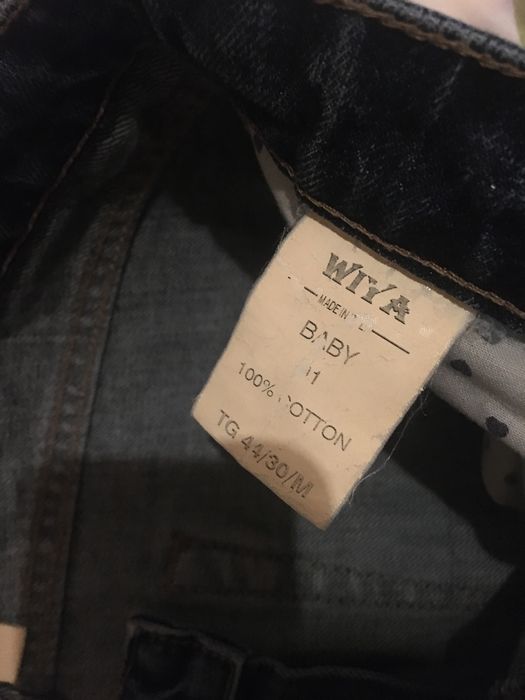 WIYA
MADE IN
BABY
100% COTTON
TG 44/30/M